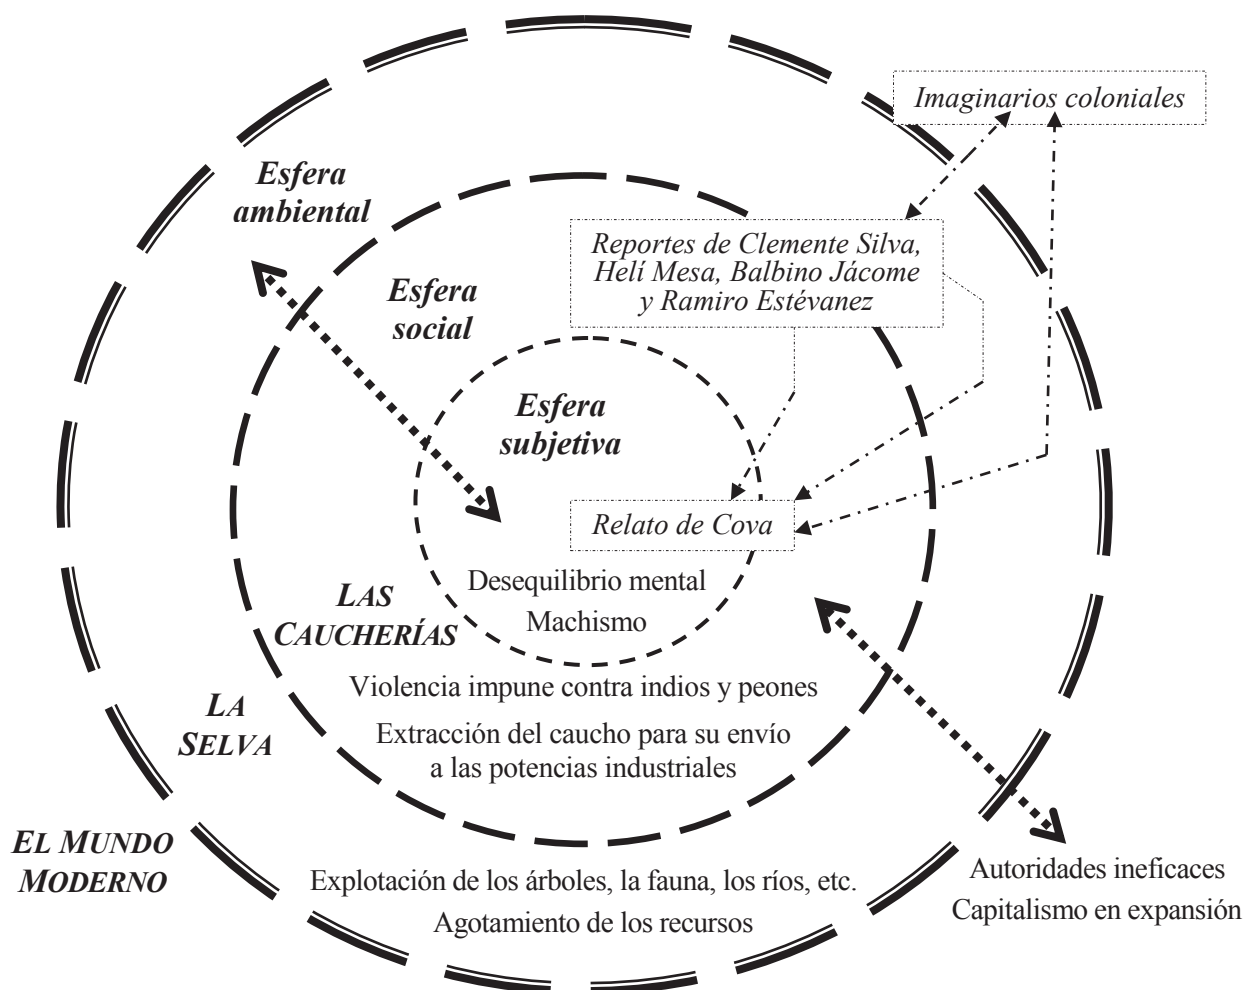 Imaginarios coloniales
Esfera
ambiental
Reportes de Clemente Silva,
Helí Mesa, Balbino Jácome
y Ramiro Estévanez
Esfera
social
Esfera
subjetiva
Relato de Cova
Desequilibrio mental
Machismo
LAS
CAUCHERÍAS
Violencia impune contra indios y peones
Extracción del caucho para su envío
a las potencias industriales
LA
SELVA
EL MUNDO
MODERNO
Explotación de los árboles, la fauna, los ríos, etc.
Agotamiento de los recursos
Autoridades ineficaces
Capitalismo en expansión